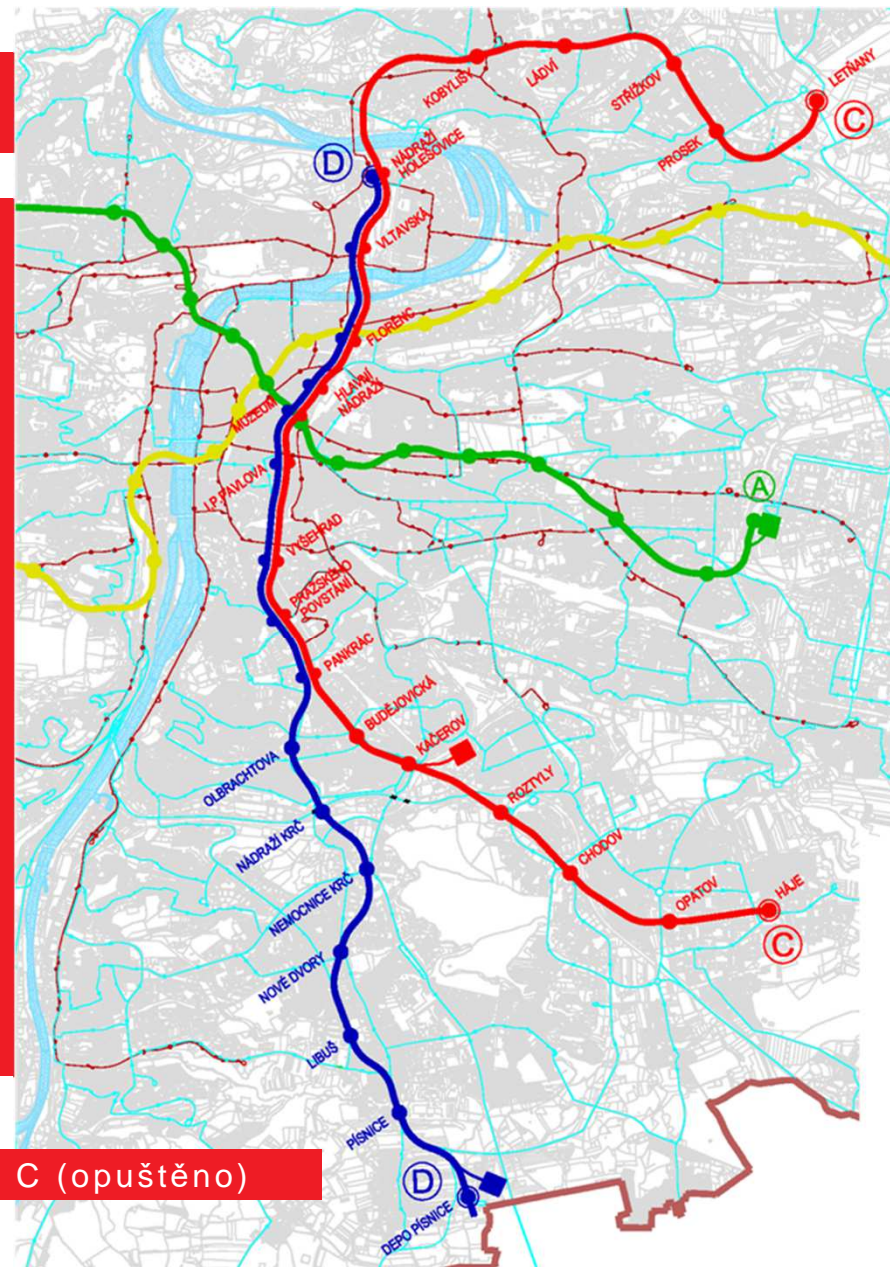 KOBYLISY
LÁDVÍ
STŘÍŽKOV
LETŇANY
C
PROSEK
D
NÁDRAŽÍ
HOLEŠOVICE
VLTAVSKÁ
FLORENC
HLAVNÍ
NÁDRAŽÍ
MUZEUM
I.P.PAVLOVA
A
VYŠEHRAD
PRAŽSKÉHO
POVSTÁNÍ
PANKRÁC
BUDĚJOVICKÁ
KAČEROV
OLBRACHTOVA
ROZTYLY
NÁDRAŽÍ KRČ
CHODOV
NEMOCNICE KRČ
OPATOV
HÁJE
C
NOVÉ DVORY
LIBUŠ
PÍSNICE
C (opuštěno)
D
DEPO PÍSNICE